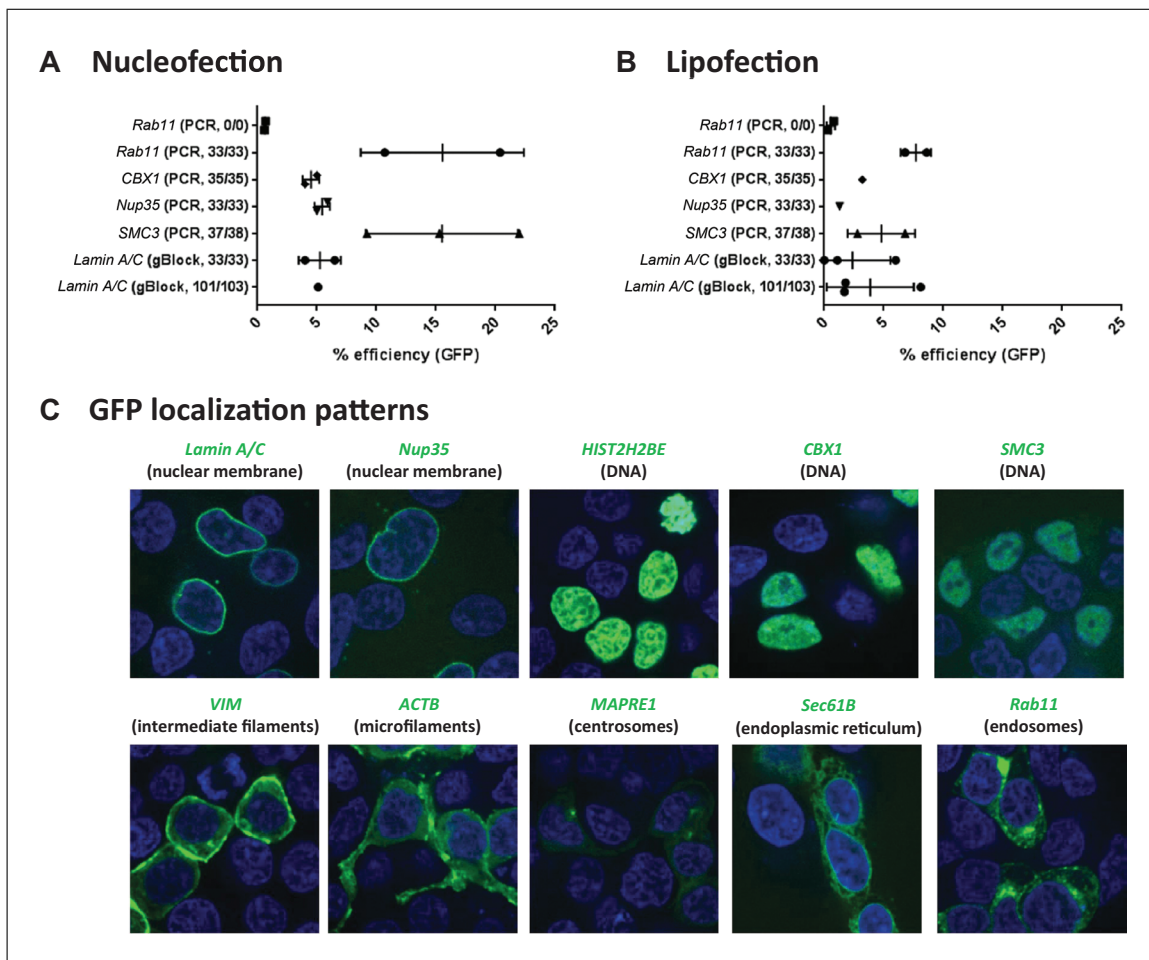 A Nucleofection
Rab11 (PCR, 0/0)
Rab11 (PCR, 33/33)
CBX1 (PCR, 35/35)
Nup35 (PCR, 33/33)
SMC3 (PCR, 37/38)
Lamin A/C (gBlock, 33/33)
Lamin A/C (gBlock, 101/103)
0 5 10 15 20 25
% efficiency (GFP)
B Lipofection
Rab11 (PCR, 0/0)
Rab11 (PCR, 33/33)
CBX1 (PCR, 35/35)
Nup35 (PCR, 33/33)
SMC3 (PCR, 37/38)
Lamin A/C (gBlock, 33/33)
Lamin A/C (gBlock, 101/103)
0 5 10 15 20 25
% efficiency (GFP)
C GFP localization patterns
Lamin A/C
(nuclear membrane)
Nup35
(nuclear membrane)
HIST2H2BE
(DNA)
CBX1
(DNA)
SMC3
(DNA)
VIM
(intermediate filaments)
ACTB
(microfilaments)
MAPRE1
(centrosomes)
Sec61B
(endoplasmic reticulum)
Rab11
(endosomes)